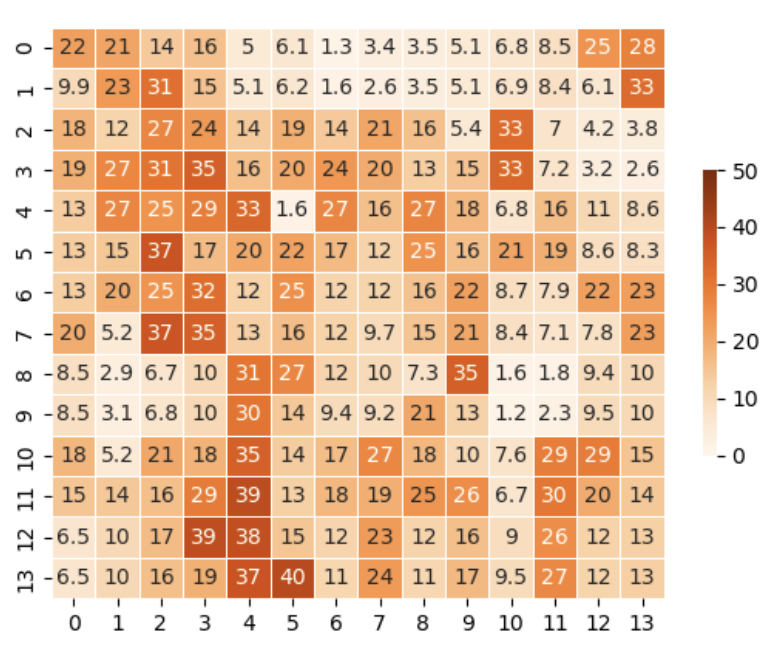 0 22 21 14 16 5 6.1 1.3 3.4 3.5 5.1 6.8 8.5 25 28
1 9.9 23 31 15 5.1 6.2 1.6 2.6 3.5 5.1 6.9 8.4 6.1 33
2 18 12 27 24 14 19 14 21 16 5.4 33 7 4.2 3.8
3 19 27 31 35 16 20 24 20 13 15 33 7.2 3.2 2.6
4 13 27 25 29 33 1.6 27 16 27 18 6.8 16 11 8.6
5 13 15 37 17 20 22 17 12 25 16 21 19 8.6 8.3
6 13 20 25 32 12 25 12 12 16 22 8.7 7.9 22 23
7 20 5.2 37 35 13 16 12 9.7 15 21 8.4 7.1 7.8 23
8 8.5 2.9 6.7 10 31 27 12 10 7.3 35 1.6 1.8 9.4 10
9 8.5 3.1 6.8 10 30 14 9.4 9.2 21 13 1.2 2.3 9.5 10
10 18 5.2 21 18 35 14 17 27 18 10 7.6 29 29 15
11 15 14 16 29 39 13 18 19 25 26 6.7 30 20 14
12 6.5 10 17 39 38 15 12 23 12 16 9 26 12 13
13 6.5 10 16 19 37 40 11 24 11 17 9.5 27 12 13
0 1 2 3 4 5 6 7 8 9 10 11 12 13
50
40
30
20
10
0